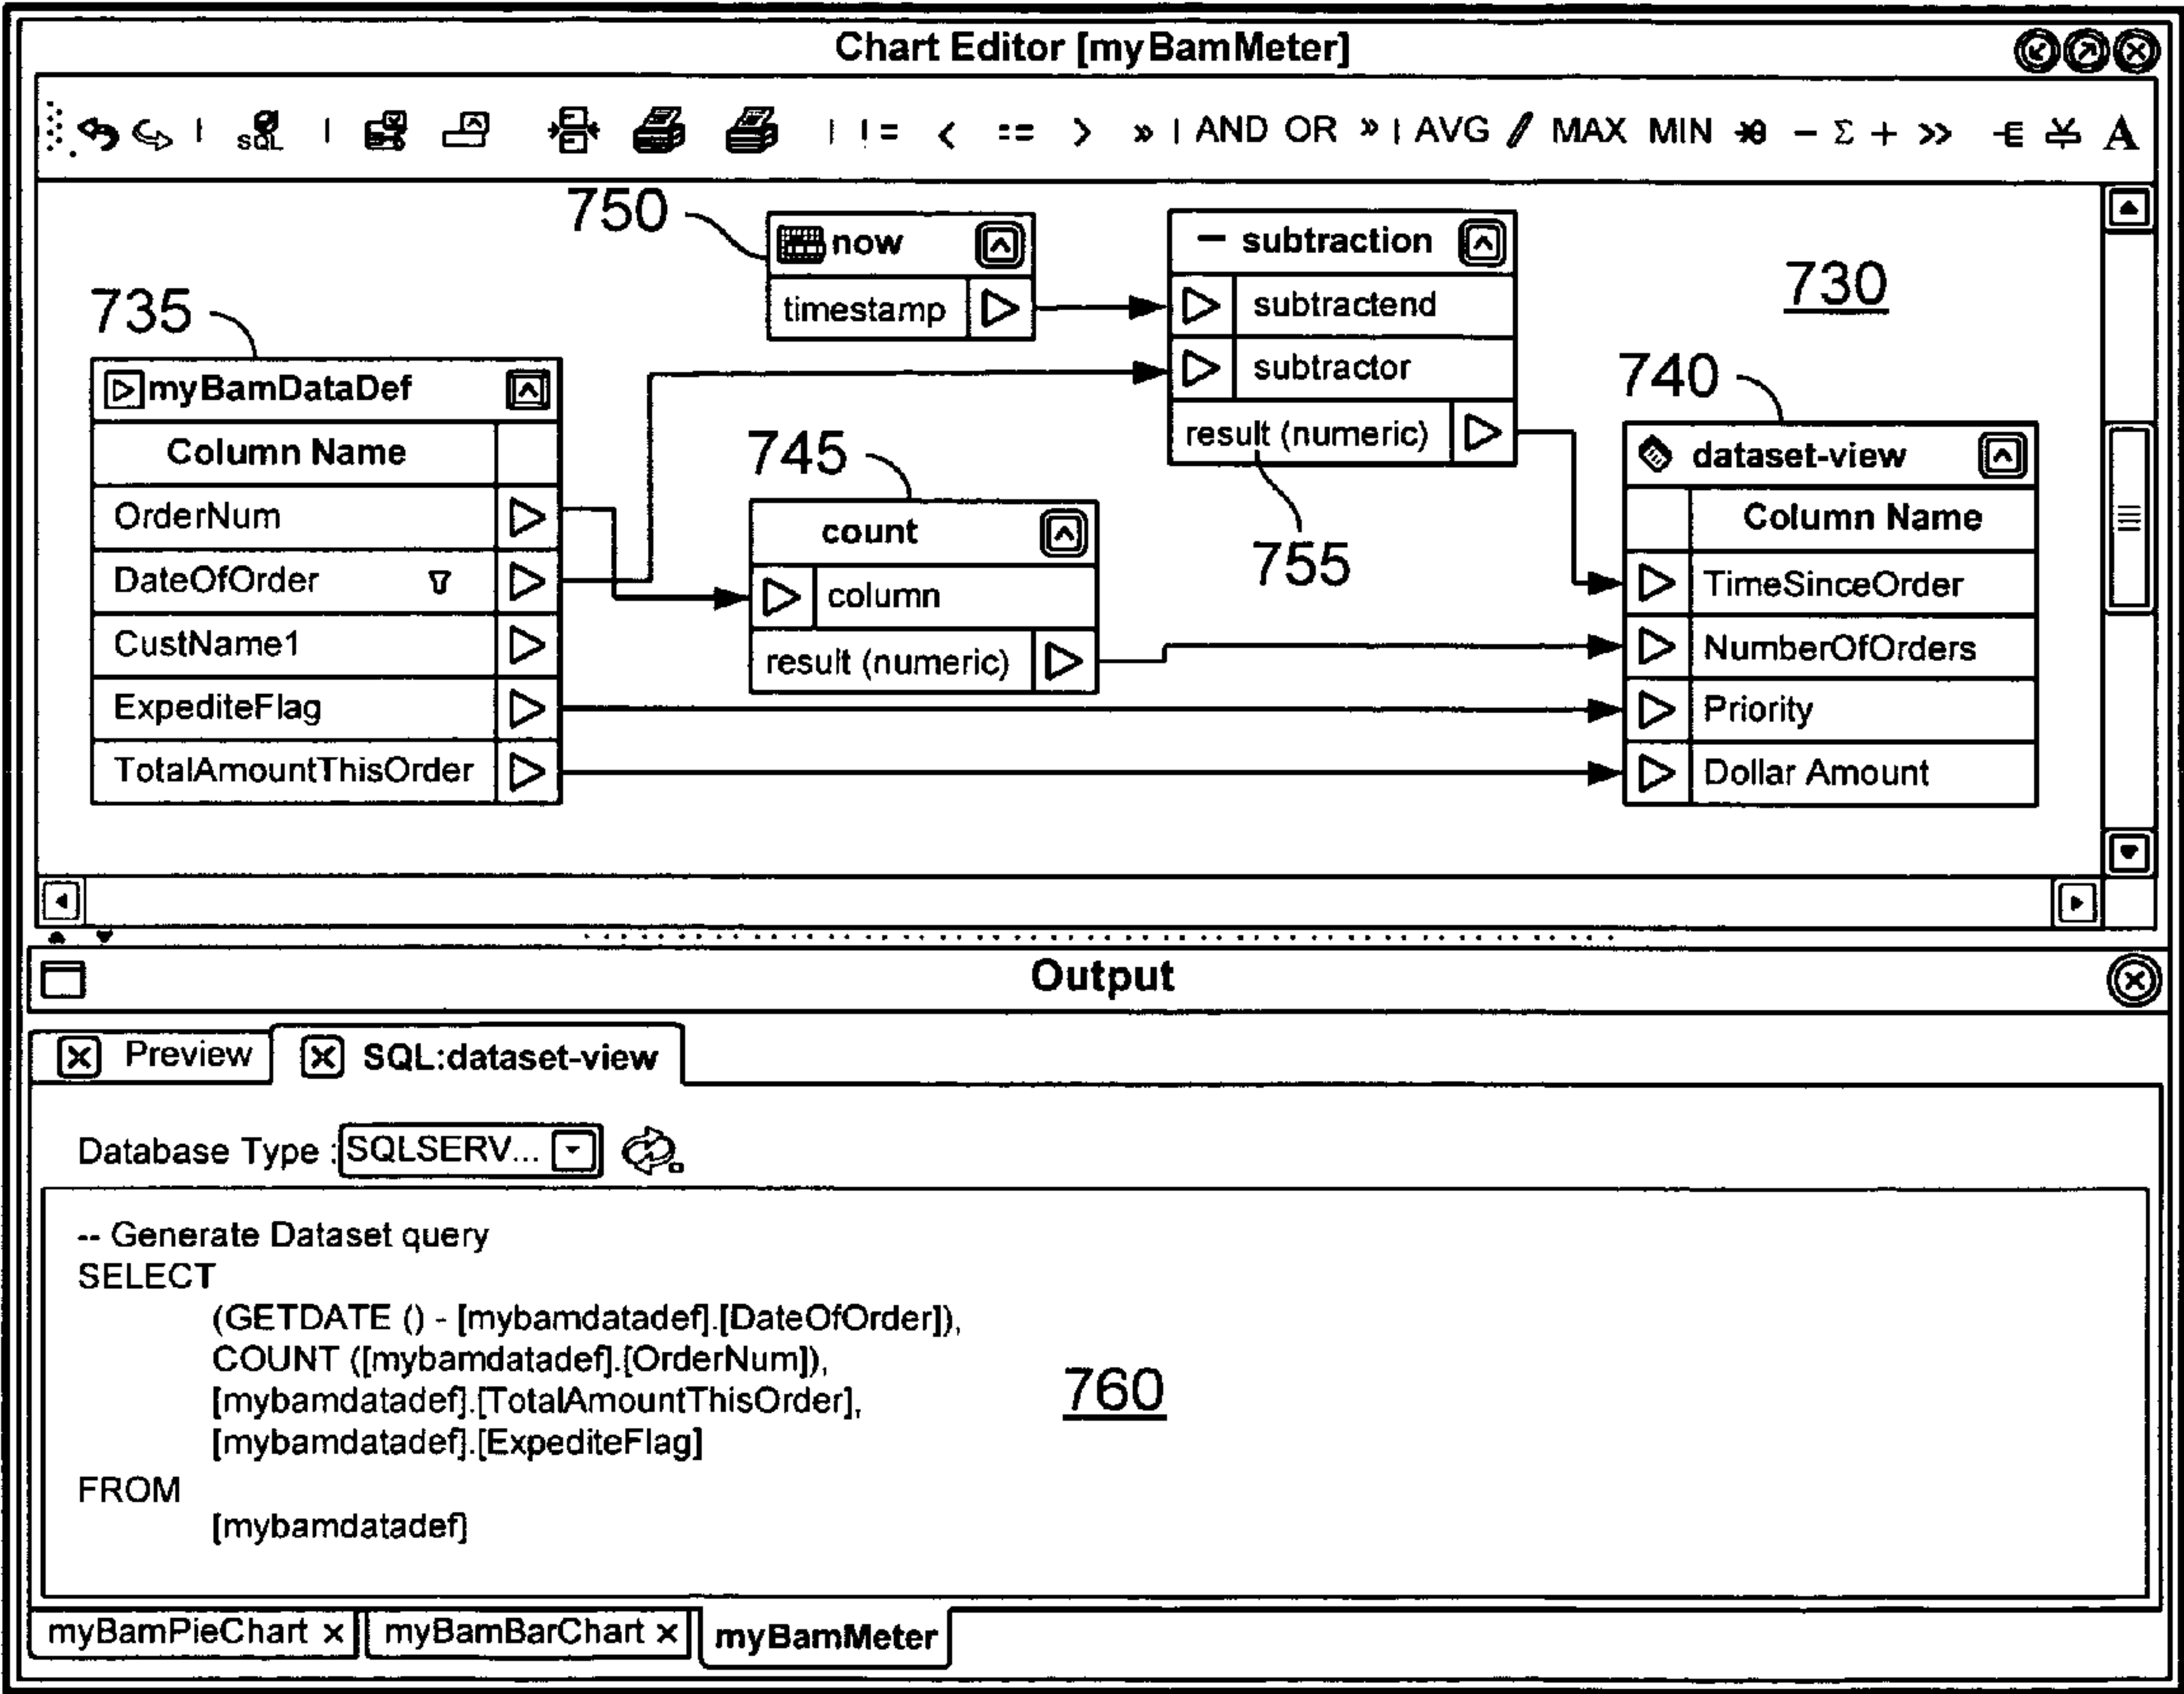 Chart Editor [myBamMeter]
SQL != < == > » AND OR » AVG MAX MIN − Σ + >> A
750
now
timestamp
subtraction
subtractend
subtractor
result (numeric)
730
735
myBamDataDef
Column Name
OrderNum
DateOfOrder
CustName1
ExpediteFlag
TotalAmountThisOrder
745
count
column
result (numeric)
755
740
dataset-view
Column Name
TimeSinceOrder
NumberOfOrders
Priority
Dollar Amount
Output
Preview SQL:dataset-view
Database Type : SQLSERV...
-- Generate Dataset query
SELECT
(GETDATE () - [mybamdatadef].[DateOfOrder]),
COUNT ([mybamdatadef].[OrderNum]),
[mybamdatadef].[TotalAmountThisOrder],
[mybamdatadef].[ExpediteFlag]
FROM
[mybamdatadef]
760
myBamPieChart x myBamBarChart x myBamMeter